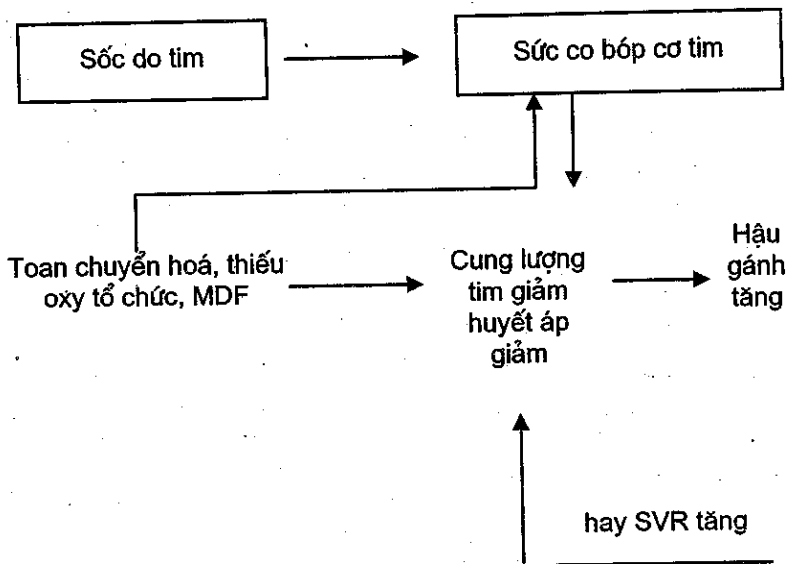 Sốc do tim
Sức co bóp cơ tim
Toan chuyển hoá, thiếu
oxy tổ chức, MDF
Cung lượng
tim giảm
huyết áp
giảm
Hậu
gánh
tăng
hay SVR tăng